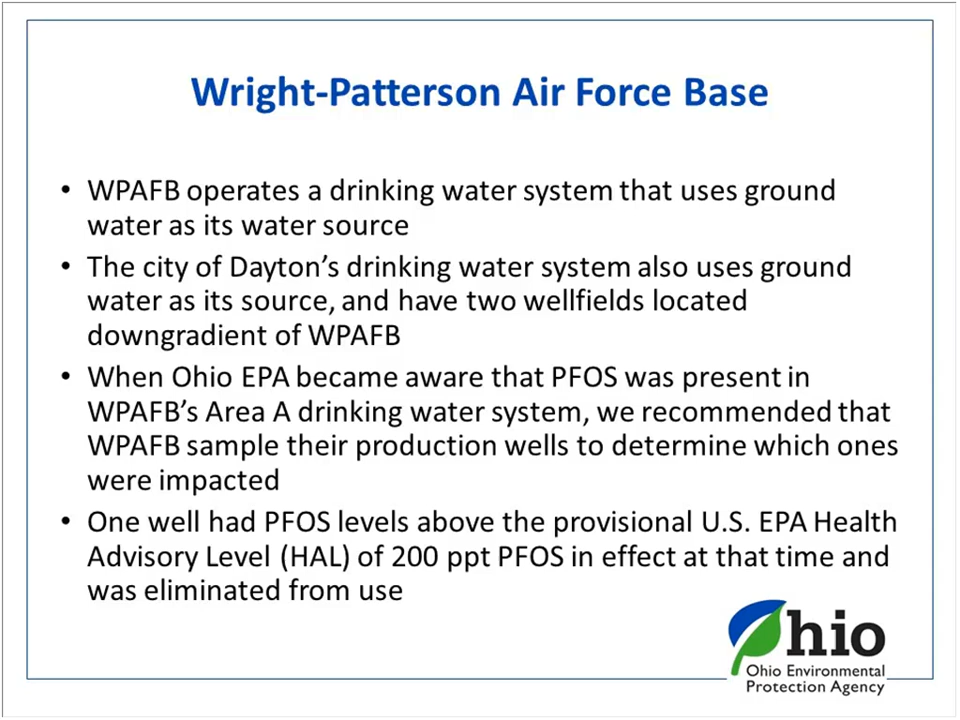 Wright-Patterson Air Force Base
• WPAFB operates a drinking water system that uses ground
water as its water source
• The city of Dayton’s drinking water system also uses ground
water as its source, and have two wellfields located
downgradient of WPAFB
• When Ohio EPA became aware that PFOS was present in
WPAFB’s Area A drinking water system, we recommended that
WPAFB sample their production wells to determine which ones
were impacted
• One well had PFOS levels above the provisional U.S. EPA Health
Advisory Level (HAL) of 200 ppt PFOS in effect at that time and
was eliminated from use
Ohio
Ohio Environmental
Protection Agency